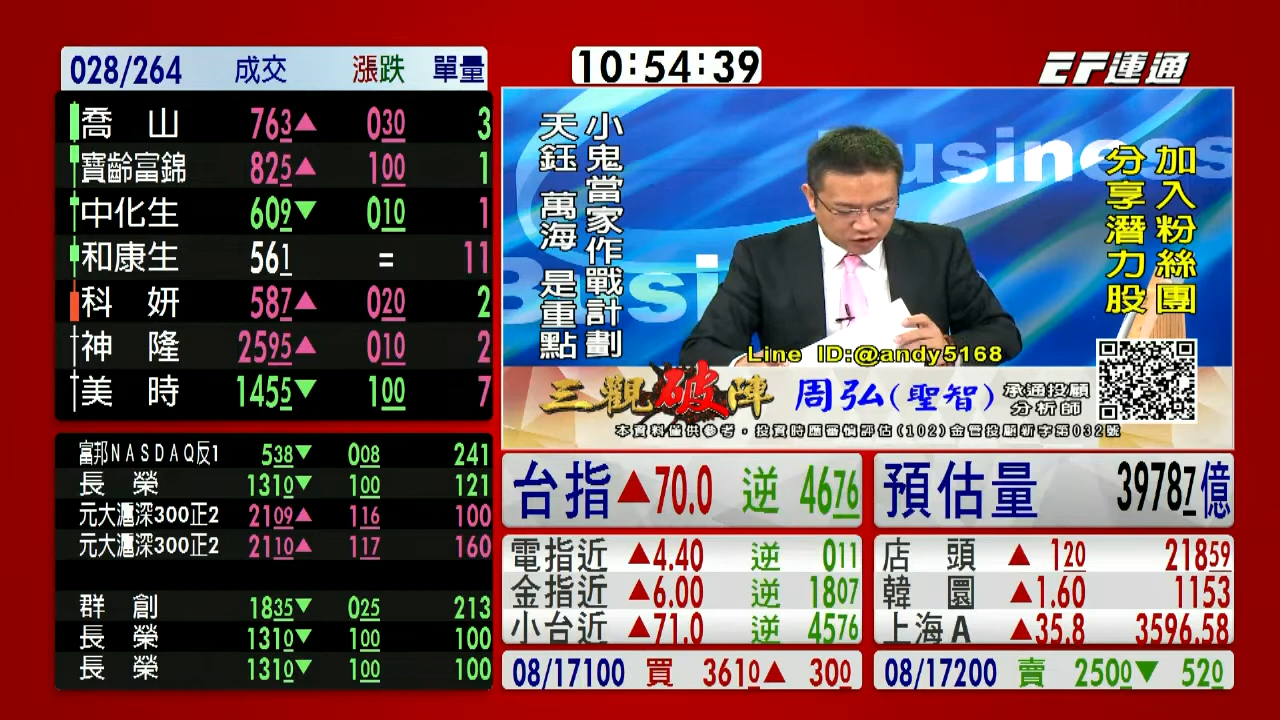 028/264 成交 漲跌 單量
喬 山 763▲ 030 3
寶齡富錦 825▲ 100 1
中化生 609▼ 010 1
和康生 561 = 11
科 妍 587▲ 020 2
神 隆 2595▲ 010 2
美 時 1455▼ 100 7
富邦NASDAQ反1 538▼ 008 241
長 榮 1310▼ 100 121
元大滬深300正2 2109▲ 116 100
元大滬深300正2 2110▲ 117 160
群 創 1835▼ 025 213
長 榮 1310▼ 100 100
長 榮 1310▼ 100 100
10:54:39
EF運通
小鬼當家作戰計劃
天鈺 萬海 是重點
Business
Business
加入粉絲團
分享潛力股
Line ID:@andy5168
三觀破陣 周弘(聖智) 承通投顧
分析師
本資料僅供參考，投資時應審慎評估(102)金管投顧新字第032號
台指▲70.0 逆 4676
預估量 39787億
電指近 ▲4.40 逆 011
金指近 ▲6.00 逆 1807
小台近 ▲71.0 逆 4576
店 頭 ▲ 120 21859
韓 國 ▲1.60 1153
上海A ▲35.8 3596.58
08/17100 買 3610▲ 300
08/17200 賣 2500▼ 520